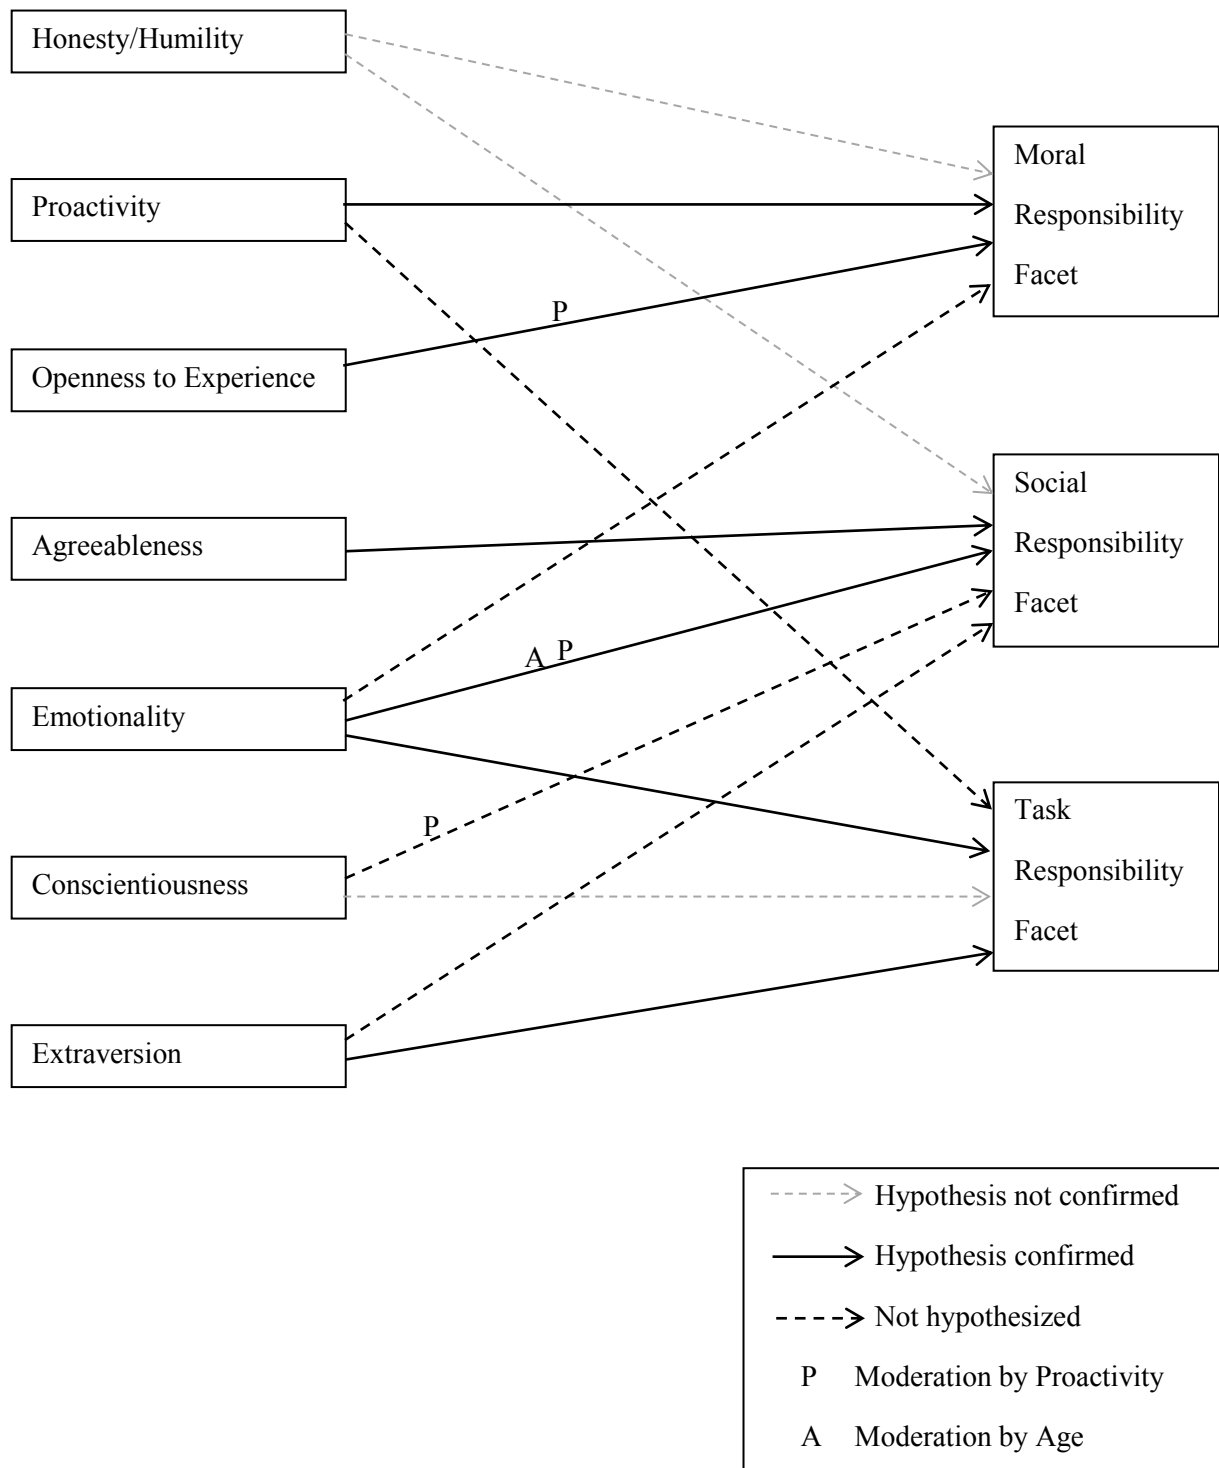 Honesty/Humility
Proactivity
Openness to Experience
Agreeableness
Emotionality
Conscientiousness
Extraversion
P
A P
P
Moral
Responsibility
Facet
Social
Responsibility
Facet
Task
Responsibility
Facet
Hypothesis not confirmed
Hypothesis confirmed
Not hypothesized
P Moderation by Proactivity
A Moderation by Age